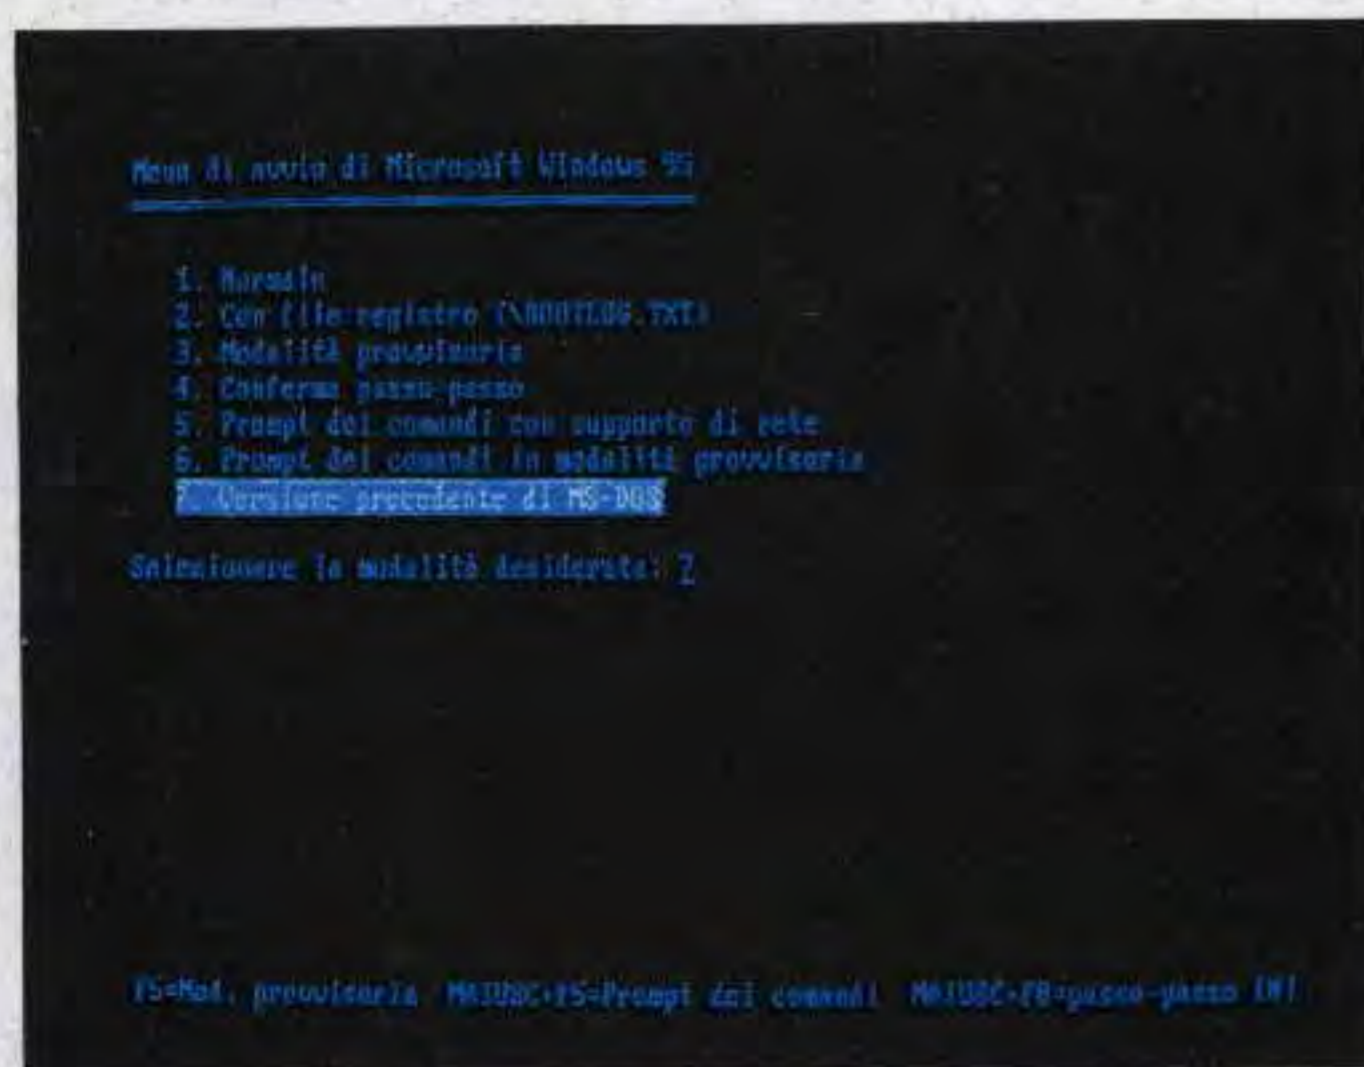 Menu di avvio di Microsoft Windows 95
1. Normale
2. Con file registro (\BOOTLOG.TXT)
3. Modalità provvisoria
4. Conferma passo-passo
5. Prompt dei comandi con supporto di rete
6. Prompt dei comandi in modalità provvisoria
7. Versione precedente di MS-DOS
Selezionare la modalità desiderata: 7
F5=Mod. provvisoria MAIUSC+F5=Prompt dei comandi MAIUSC+F8=passo-passo [N]